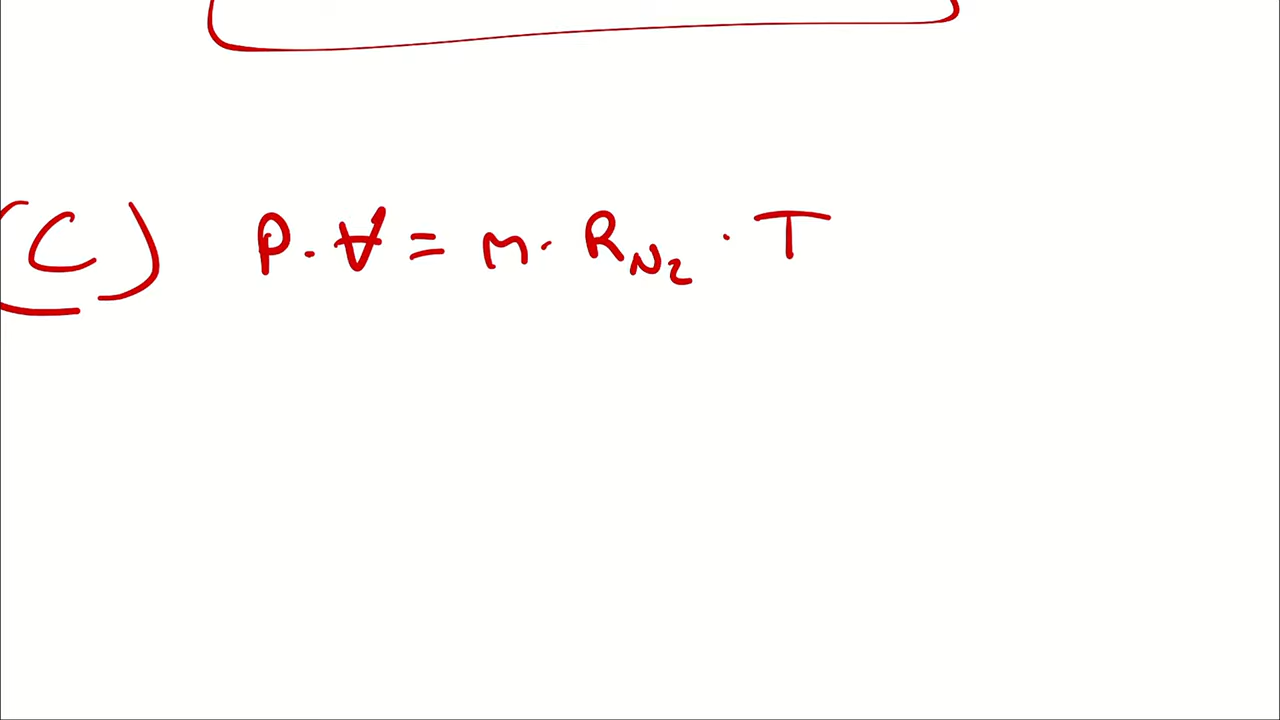 (C) P. V = m. R_N2 . T